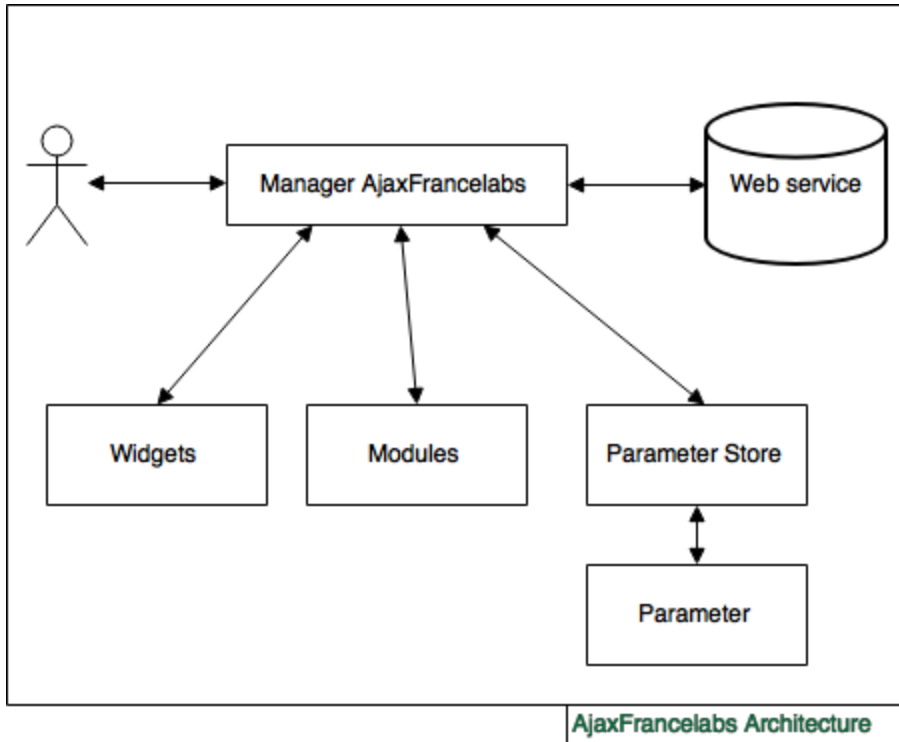 Manager AjaxFrancelabs
Web service
Widgets
Modules
Parameter Store
Parameter
AjaxFrancelabs Architecture